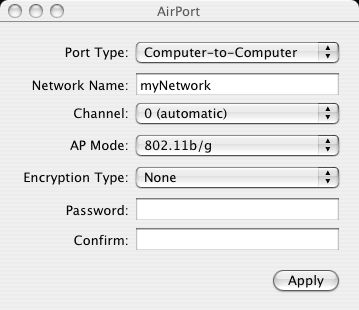 AirPort
Port Type: Computer-to-Computer
Network Name: myNetwork
Channel: 0 (automatic)
AP Mode: 802.11b/g
Encryption Type: None
Password:
Confirm:
Apply